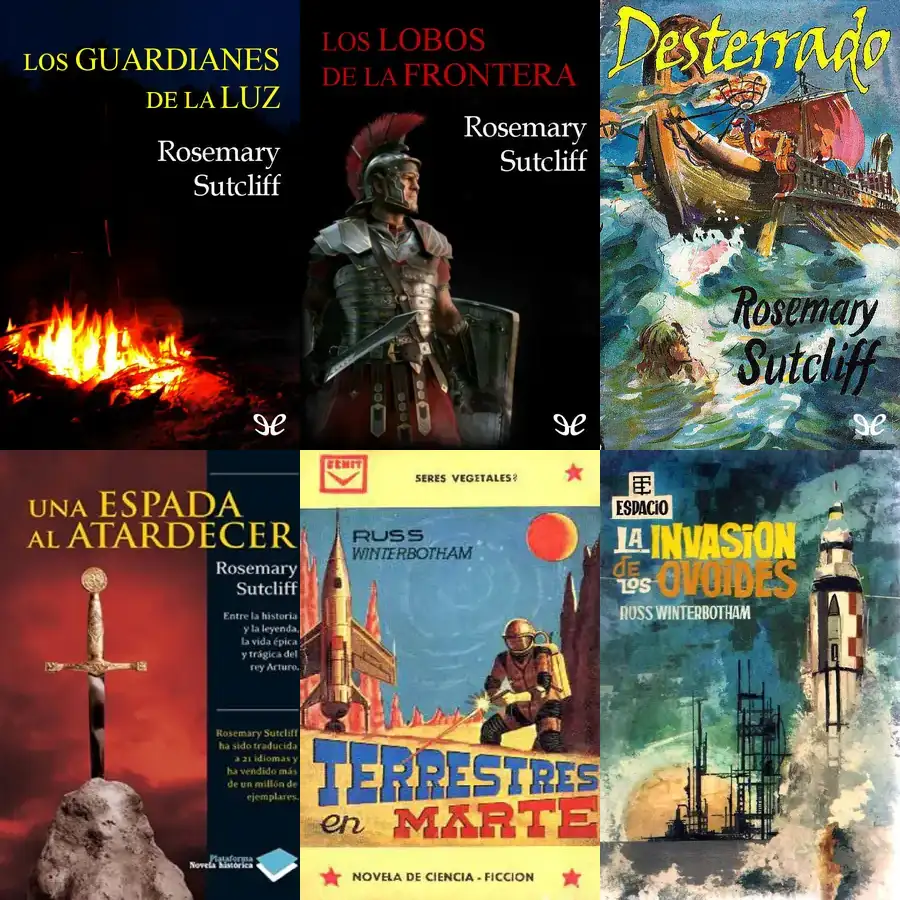 LOS GUARDIANES
DE LA LUZ
Rosemary
Sutcliff
LOS LOBOS
DE LA FRONTERA
Rosemary
Sutcliff
Desterrado
Rosemary
Sutcliff
UNA ESPADA
AL ATARDECER
Rosemary
Sutcliff
Entre la historia
y la leyenda,
la vida épica
y trágica del
rey Arturo.
Rosemary Sutcliff
ha sido traducida
a 21 idiomas y
ha vendido más
de un millón de
ejemplares.
Plataforma
Novela histórica
CENIT
SERES VEGETALES?
RUSS
WINTERBOTHAM
TERRESTRES
en MARTE
NOVELA DE CIENCIA - FICCION
ESPACIO
LA INVASION
DE LOS OVOIDES
RUSS WINTERBOTHAM